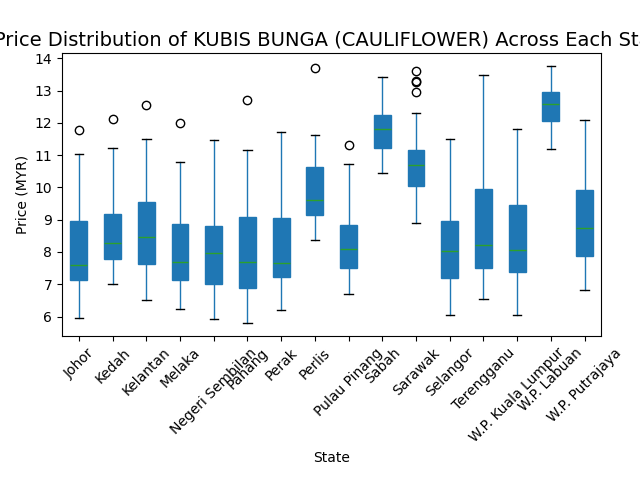 Price Distribution of KUBIS BUNGA (CAULIFLOWER) Across Each St
14
13
12
11
10
9
8
7
6
Price (MYR)
Johor
Kedah
Kelantan
Melaka
Negeri Sembilan
Pahang
Perak
Perlis
Pulau Pinang
Sabah
Sarawak
Selangor
Terengganu
W.P. Kuala Lumpur
W.P. Labuan
W.P. Putrajaya
State